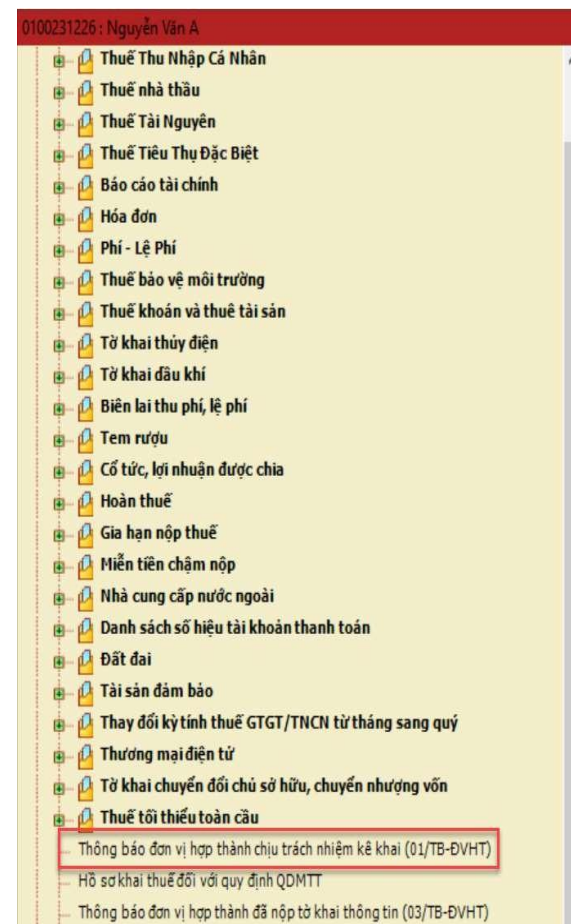 0100231226 : Nguyễn Văn A
Thuế Thu Nhập Cá Nhân
Thuế nhà thầu
Thuế Tài Nguyên
Thuế Tiêu Thụ Đặc Biệt
Báo cáo tài chính
Hóa đơn
Phí - Lệ Phí
Thuế bảo vệ môi trường
Thuế khoán và thuê tài sản
Tờ khai thủy điện
Tờ khai dầu khí
Biên lai thu phí, lệ phí
Tem rượu
Cổ tức, lợi nhuận được chia
Hoàn thuế
Gia hạn nộp thuế
Miễn tiền chậm nộp
Nhà cung cấp nước ngoài
Danh sách số hiệu tài khoản thanh toán
Đất đai
Tài sản đảm bảo
Thay đổi kỳ tính thuế GTGT/TNCN từ tháng sang quý
Thương mại điện tử
Tờ khai chuyển đổi chủ sở hữu, chuyển nhượng vốn
Thuế tối thiểu toàn cầu
Thông báo đơn vị hợp thành chịu trách nhiệm kê khai (01/TB-ĐVHT)
Hồ sơ khai thuế đối với quy định QDMTT
Thông báo đơn vị hợp thành đã nộp tờ khai thông tin (03/TB-ĐVHT)